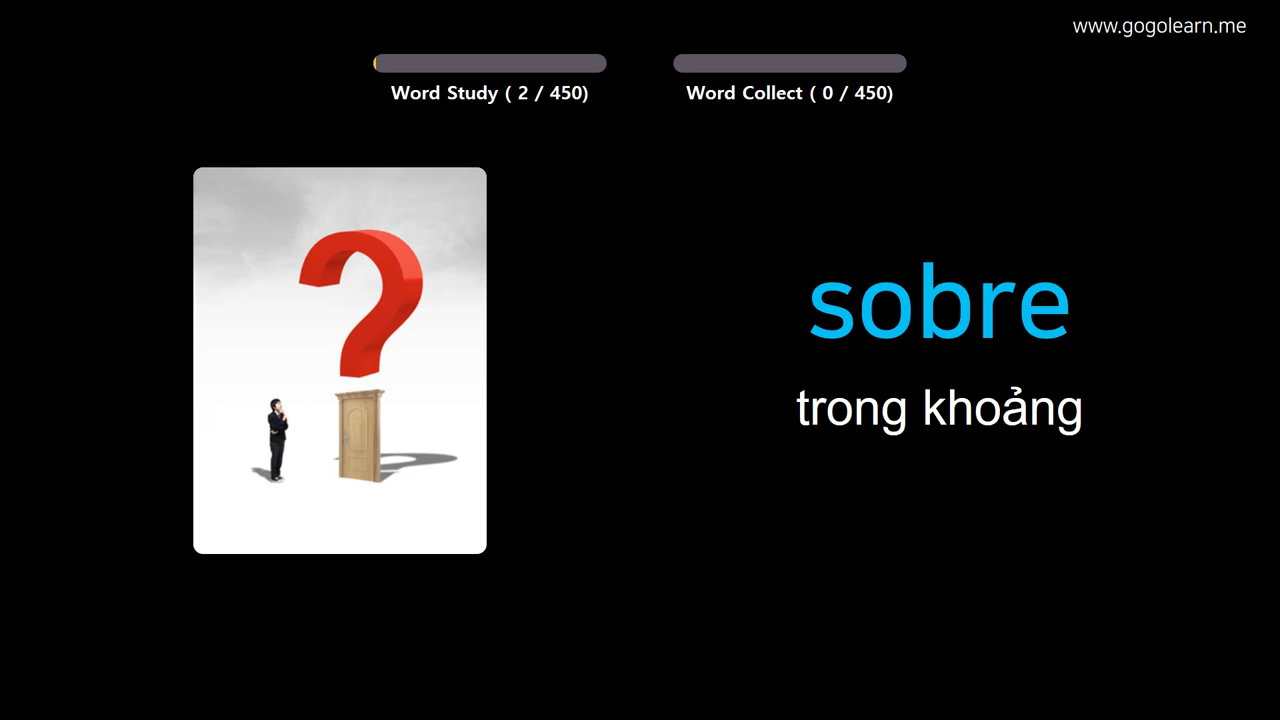 www.gogolearn.me
Word Study ( 2 / 450)
Word Collect ( 0 / 450)
sobre
trong khoảng